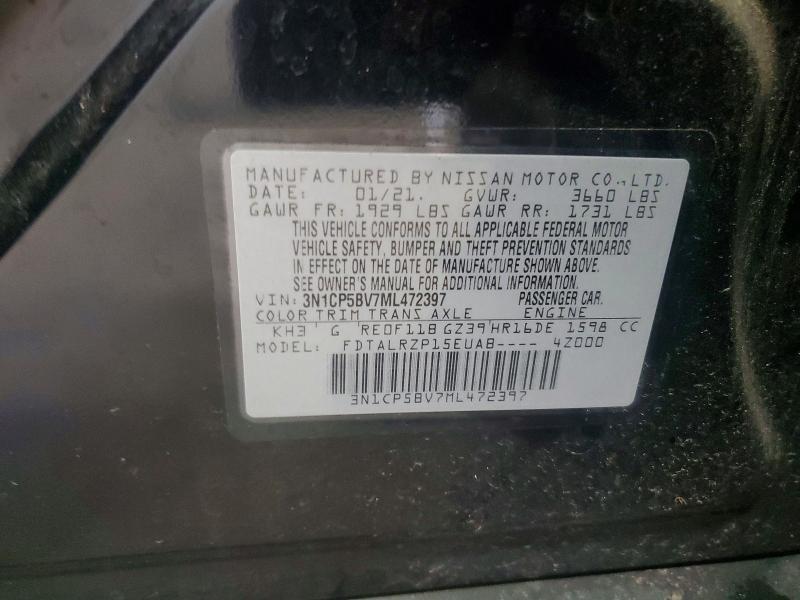 MANUFACTURED BY NISSAN MOTOR CO., LTD.
DATE: 01/21. GVWR: 3660 LBS
GAWR FR: 1929 LBS GAWR RR: 1731 LBS
THIS VEHICLE CONFORMS TO ALL APPLICABLE FEDERAL MOTOR
VEHICLE SAFETY, BUMPER AND THEFT PREVENTION STANDARDS
IN EFFECT ON THE DATE OF MANUFACTURE SHOWN ABOVE.
SEE OWNER'S MANUAL FOR ADDITIONAL INFORMATION.
VIN: 3N1CP5BV7ML472397 PASSENGER CAR.
COLOR TRIM TRANS AXLE ENGINE
KH3 G RE0F11B GZ39 HR16DE 1598 CC
MODEL: FDTALRZP15EUAB---- 4Z000
3N1CP5BV7ML472397